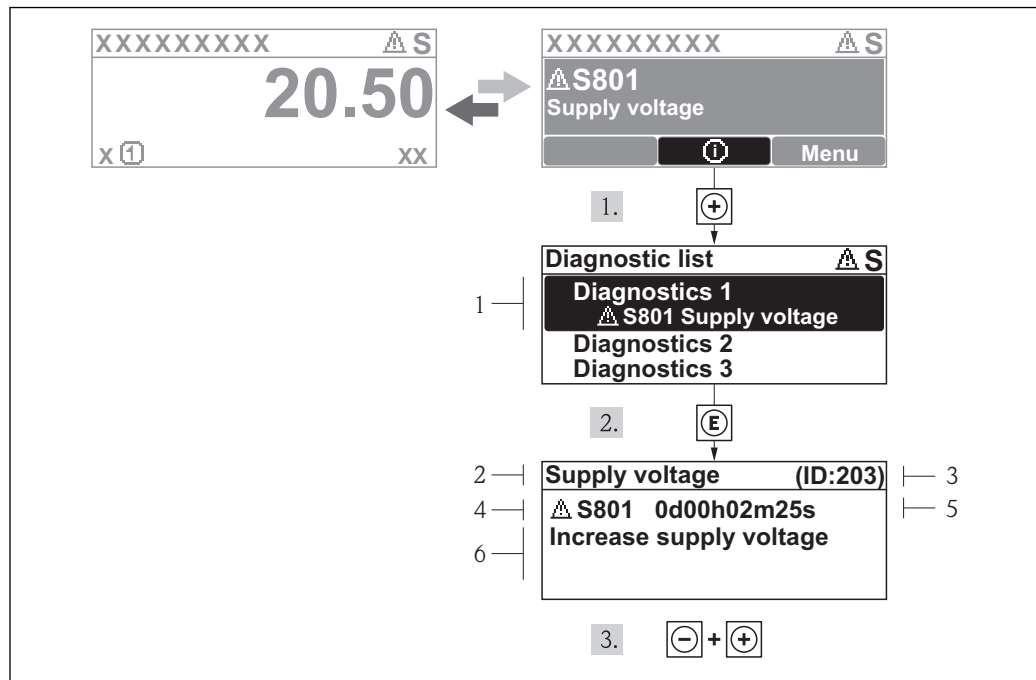 XXXXXXXXX ⚠ S
20.50
X ① XX
XXXXXXXXX ⚠ S
⚠ S801
Supply voltage
ⓘ Menu
1. ⊕
Diagnostic list ⚠ S
1
Diagnostics 1
⚠ S801 Supply voltage
Diagnostics 2
Diagnostics 3
2. Ⓔ
2 Supply voltage (ID:203) 3
4 ⚠ S801 0d00h02m25s 5
6 Increase supply voltage
3. ⊖ + ⊕